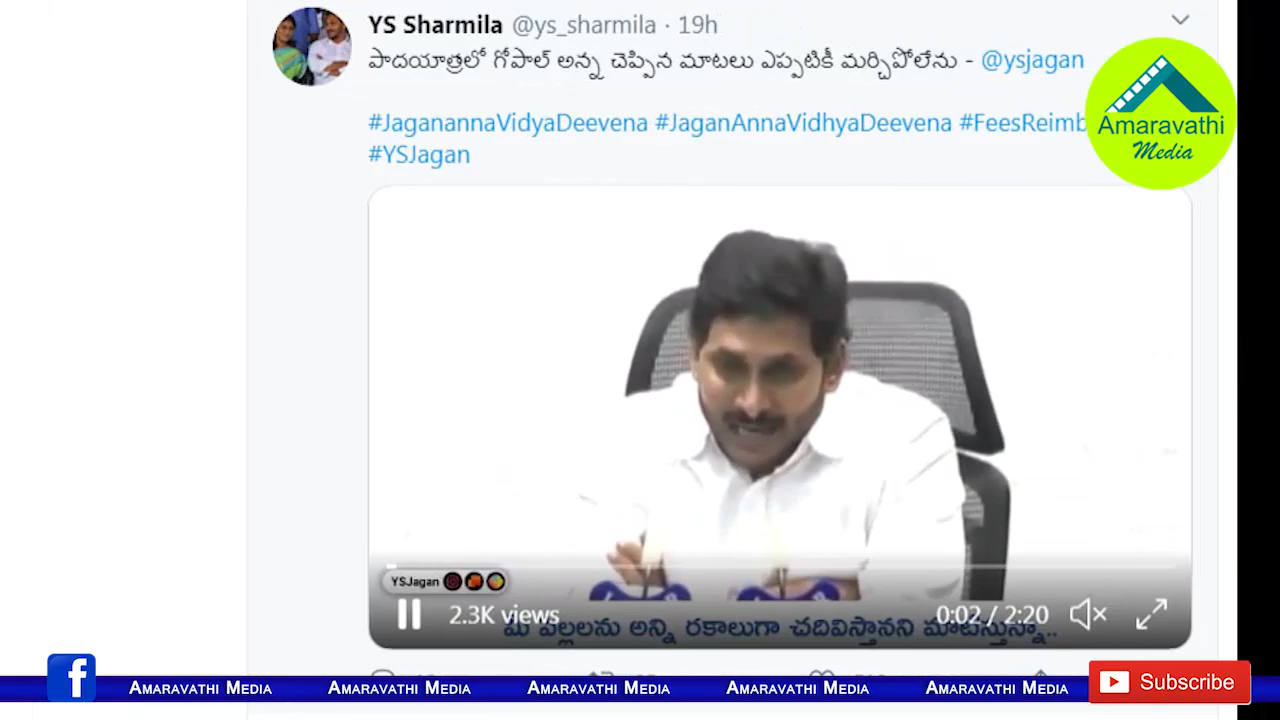 YS Sharmila @ys_sharmila · 19h
పాదయాత్రలో గోపాల్ అన్న చెప్పిన మాటలు ఎప్పటికీ మర్చిపోలేను - @ysjagan
#JaganannaVidyaDeevena #JaganAnnaVidhyaDeevena #FeesReimb
#YSJagan
Amaravathi
Media
YSJagan
2.3K views
0:02 / 2:20
మీ పిల్లలను అన్ని రకాలుగా చదివిస్తానని మాటిస్తున్నా..
f
Amaravathi Media Amaravathi Media Amaravathi Media Amaravathi Media Amaravathi Media
Subscribe